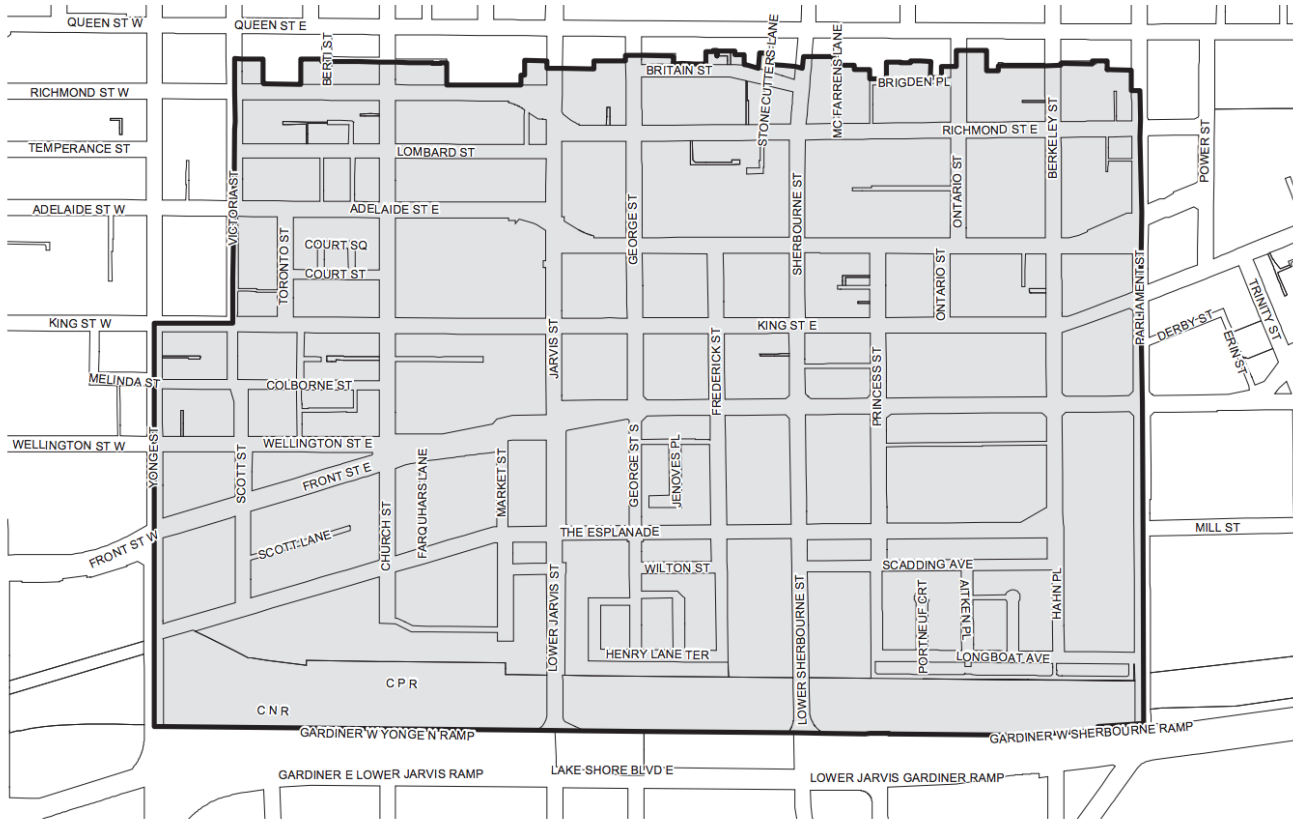 QUEEN ST W
QUEEN ST E
BERTI ST
STONECUTTERS LANE
MC FARRENS LANE
BRITAIN ST
BRIGDEN PL
RICHMOND ST W
RICHMOND ST E
BERKELEY ST
POWER ST
TEMPERANCE ST
LOMBARD ST
VICTORIA ST
ADELAIDE ST W
ADELAIDE ST E
GEORGE ST
SHERBOURNE ST
ONTARIO ST
TORONTO ST
COURT SQ
COURT ST
ONTARIO ST
PARLIAMENT ST
TRINITY ST
KING ST W
KING ST E
DERBY ST
ERIN ST
JARVIS ST
FREDERICK ST
PRINCESS ST
MELINDA ST
COLBORNE ST
WELLINGTON ST W
YONGE ST
WELLINGTON ST E
SCOTT ST
FRONT ST E
FARQUHARS LANE
MARKET ST
GEORGE ST S
JENOVES PL
FRONT ST W
SCOTT LANE
CHURCH ST
THE ESPLANADE
MILL ST
WILTON ST
SCADDING AVE
LOWER JARVIS ST
LOWER SHERBOURNE ST
PORTNEUF CRT
AITKEN PL
HAHN PL
HENRY LANE TER
LONGBOAT AVE
C P R
C N R
GARDINER W YONGE N RAMP
GARDINER W SHERBOURNE RAMP
GARDINER E LOWER JARVIS RAMP
LAKE SHORE BLVD E
LOWER JARVIS GARDINER RAMP